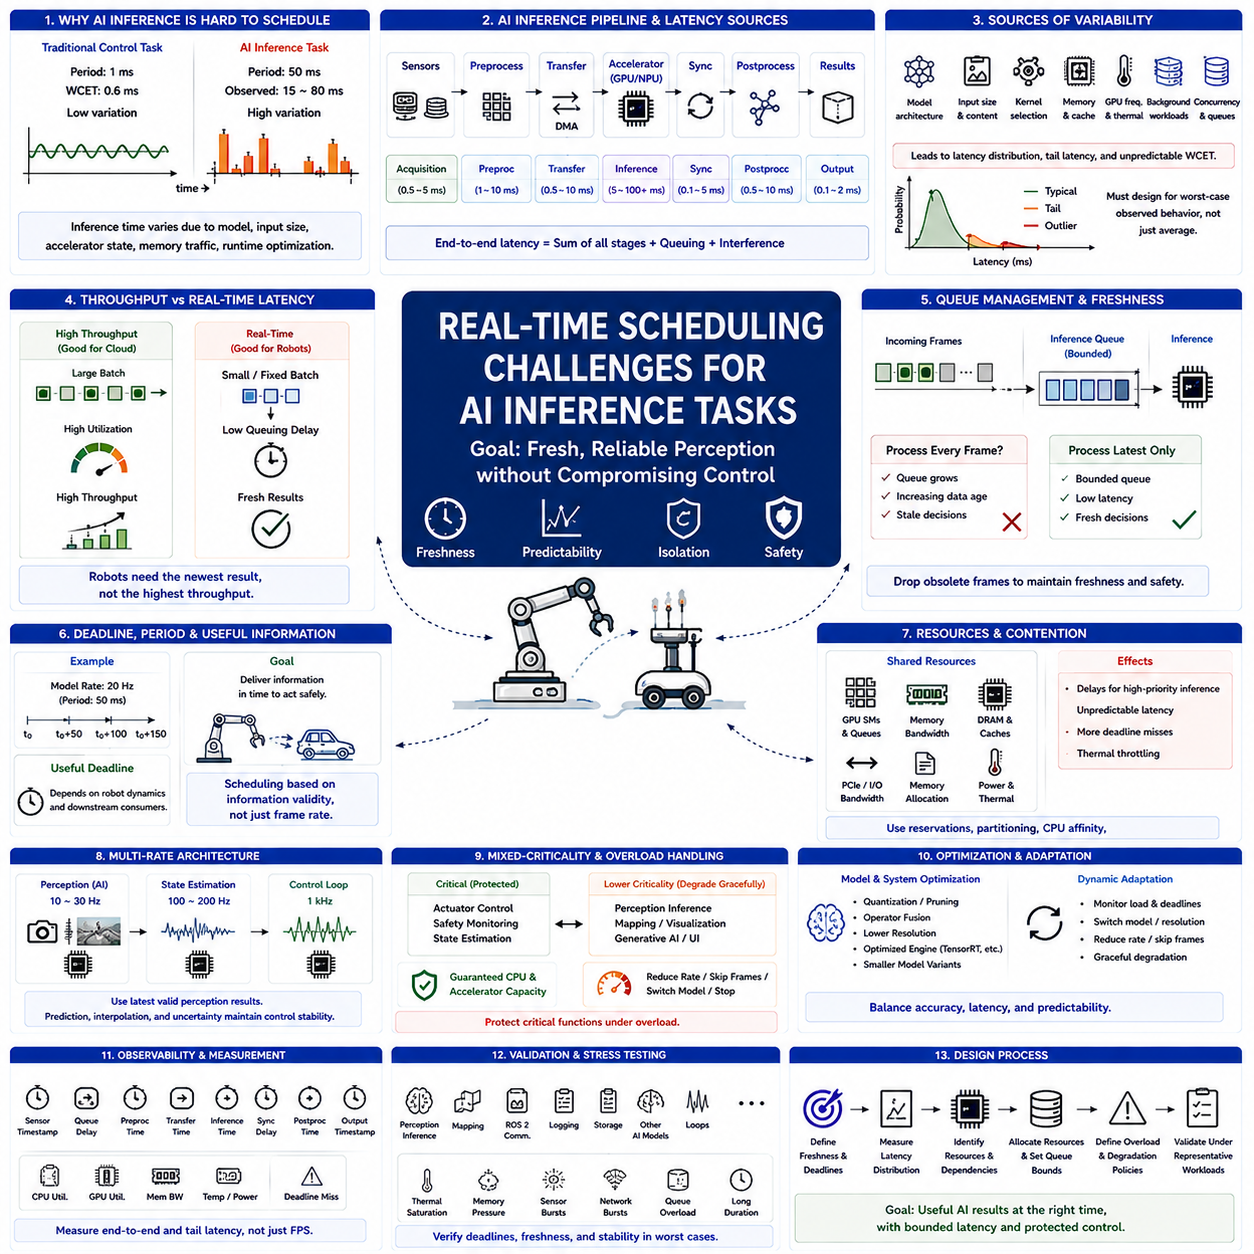 1. WHY AI INFERENCE IS HARD TO SCHEDULE
Traditional Control Task
Period: 1 ms
WCET: 0.6 ms
Low variation
AI Inference Task
Period: 50 ms
Observed: 15 ~ 80 ms
High variation
time
Inference time varies due to model, input size,
accelerator state, memory traffic, runtime optimization.
2. AI INFERENCE PIPELINE & LATENCY SOURCES
Sensors
Preprocess
Transfer
DMA
Accelerator
(GPU/NPU)
Sync
Postprocess
Results
Acquisition
(0.5~5 ms)
Preproc
(1~10 ms)
Transfer
(0.5~10 ms)
Inference
(5~100+ ms)
Sync
(0.1~5 ms)
Postprocc
(0.5~10 ms)
Output
(0.1~2 ms)
End-to-end latency = Sum of all stages + Queuing + Interference
3. SOURCES OF VARIABILITY
Model
architecture
Input size
& content
Kernel
selection
Memory
& cache
GPU freq.
& thermal
Background
workloads
Concurrency
& queues
Leads to latency distribution, tail latency, and unpredictable WCET.
Probability
Typical
Tail
Outlier
Latency (ms)
Must design for worst-case
observed behavior, not
just average.
4. THROUGHPUT vs REAL-TIME LATENCY
High Throughput
(Good for Cloud)
Large Batch
High Utilization
High Throughput
Real-Time
(Good for Robots)
Small / Fixed Batch
Low Queuing Delay
Fresh Results
Robots need the newest result,
not the highest throughput.
REAL-TIME SCHEDULING
CHALLENGES FOR
AI INFERENCE TASKS
Goal: Fresh, Reliable Perception
without Compromising Control
Freshness
Predictability
Isolation
Safety
5. QUEUE MANAGEMENT & FRESHNESS
Incoming Frames
Inference Queue
(Bounded)
Inference
Process Every Frame?
Queue grows
Increasing data age
Stale decisions
Process Latest Only
Bounded queue
Low latency
Fresh decisions
Drop obsolete frames to maintain freshness and safety.
6. DEADLINE, PERIOD & USEFUL INFORMATION
Example
Model Rate: 20 Hz
(Period: 50 ms)
t₀
t₀+50
t₀+100
t₀+150
Useful Deadline
Depends on robot dynamics
and downstream consumers.
Goal
Deliver information
in time to act safely.
Scheduling based on
information validity,
not just frame rate.
7. RESOURCES & CONTENTION
Shared Resources
GPU SMs
& Queues
Memory
Bandwidth
DRAM &
Caches
PCIe / I/O
Bandwidth
Memory
Allocation
Power &
Thermal
Effects
• Delays for high-priority inference
Unpredictable latency
• More deadline misses
Thermal throttling
Use reservations, partitioning, CPU affinity,
8. MULTI-RATE ARCHITECTURE
Perception (AI)
10 ~ 30 Hz
State Estimation
100 ~ 200 Hz
Control Loop
1 kHz
Use latest valid perception results.
Prediction, interpolation, and uncertainty maintain control stability.
9. MIXED-CRITICALITY & OVERLOAD HANDLING
Critical (Protected)
Actuator Control
Safety Monitoring
State Estimation
Lower Criticality (Degrade Gracefully)
Perception Inference
Mapping / Visualization
Generative AI / UI
Guaranteed CPU &
Accelerator Capacity
Reduce Rate / Skip Frames /
Switch Model / Stop
Protect critical functions under overload.
10. OPTIMIZATION & ADAPTATION
Model & System Optimization
• Quantization / Pruning
• Operator Fusion
• Lower Resolution
• Optimized Engine (TensorRT, etc.)
• Smaller Model Variants
Dynamic Adaptation
• Monitor load & deadlines
• Switch model / resolution
• Reduce rate / skip frames
• Graceful degradation
Balance accuracy, latency, and predictability.
11. OBSERVABILITY & MEASUREMENT
Sensor
Timestamp
Queue
Delay
Preproc
Time
Transfer
Time
Inference
Time
Sync
Delay
Postproc
Time
Output
Timestamp
CPU Util.
GPU Util.
Mem BW
Temp / Power
Deadline Miss
Measure end-to-end and tail latency, not just FPS.
12. VALIDATION & STRESS TESTING
Perception
Inference
Mapping
ROS 2
Comm.
Logging
Storage
Other
AI Models
Loops
Thermal
Saturation
Memory
Pressure
Sensor
Bursts
Network
Bursts
Queue
Overload
Long
Duration
Verify deadlines, freshness, and stability in worst cases.
13. DESIGN PROCESS
Define
Freshness &
Deadlines
Measure
Latency
Distribution
Identify
Resources &
Dependencies
Allocate Resources
& Set Queue
Bounds
Define Overload
& Degradation
Policies
Validate Under
Representative
Workloads
Goal: Useful AI results at the right time,
with bounded latency and protected control.